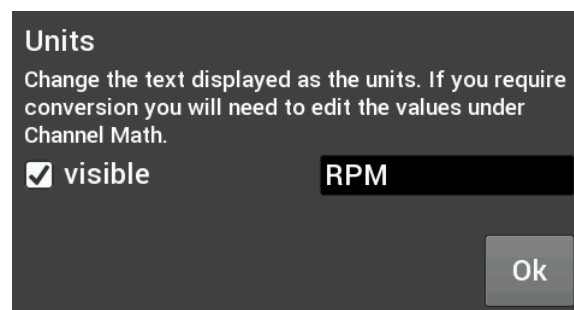 Units
Change the text displayed as the units. If you require
conversion you will need to edit the values under
Channel Math.
visible
RPM
Ok